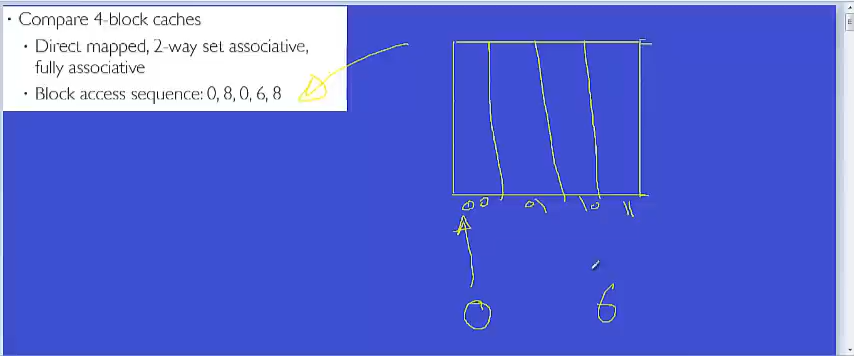 • Compare 4-block caches
• Direct mapped, 2-way set associative,
fully associative
• Block access sequence: 0, 8, 0, 6, 8
00 01 10 11
0 6